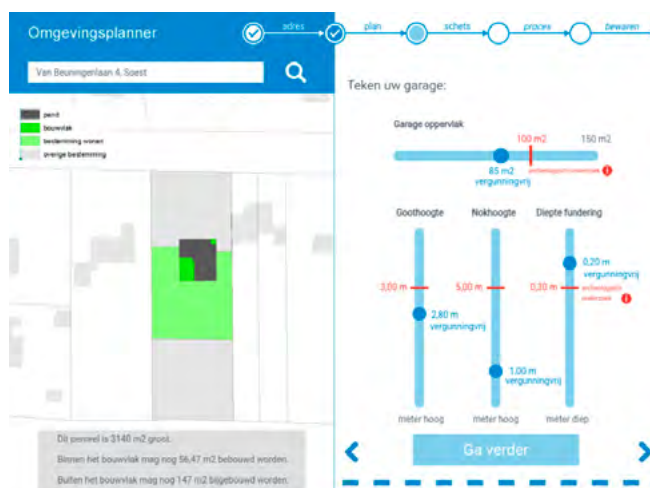 Omgevingsplanner
adres
plan
schets
proces
bewaren
Van Beuningenlaan 4, Soest
pand
bouwvlak
bestemming wonen
overige bestemming
Dit perceel is 3140 m2 groot.
Binnen het bouwvlak mag nog 56,47 m2 bebouwd worden.
Buiten het bouwvlak mag nog 147 m2 bijgebouwd worden.
Teken uw garage:
Garage oppervlak
100 m2
150 m2
85 m2
vergunningvrij
Goothoogte
Nokhoogte
Diepte fundering
0,20 m
vergunningvrij
3,00 m
5,00 m
0,30 m
2,80 m
vergunningvrij
1,00 m
vergunningvrij
meter hoog
meter hoog
meter diep
Ga verder